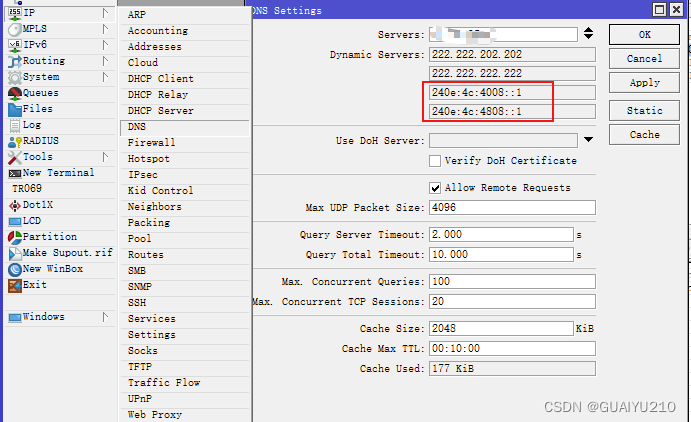 IP
MPLS
IPv6
Routing
System
Queues
Files
Log
RADIUS
Tools
New Terminal
TR069
Dot1X
LCD
Partition
Make Supout.rif
New WinBox
Exit
Windows
ARP
Accounting
Addresses
Cloud
DHCP Client
DHCP Relay
DHCP Server
DNS
Firewall
Hotspot
IPsec
Kid Control
Neighbors
Packing
Pool
Routes
SMB
SNMP
SSH
Services
Settings
Socks
TFTP
Traffic Flow
UPnP
Web Proxy
DNS Settings
Servers:
Dynamic Servers: 222.222.202.202
222.222.222.222
240e:4c:4008::1
240e:4c:4808::1
Use DoH Server:
Verify DoH Certificate
Allow Remote Requests
Max UDP Packet Size: 4096
Query Server Timeout: 2.000 s
Query Total Timeout: 10.000 s
Max. Concurrent Queries: 100
Max. Concurrent TCP Sessions: 20
Cache Size: 2048 KiB
Cache Max TTL: 00:10:00
Cache Used: 177 KiB
OK
Cancel
Apply
Static
Cache
CSDN @GUAIYU210